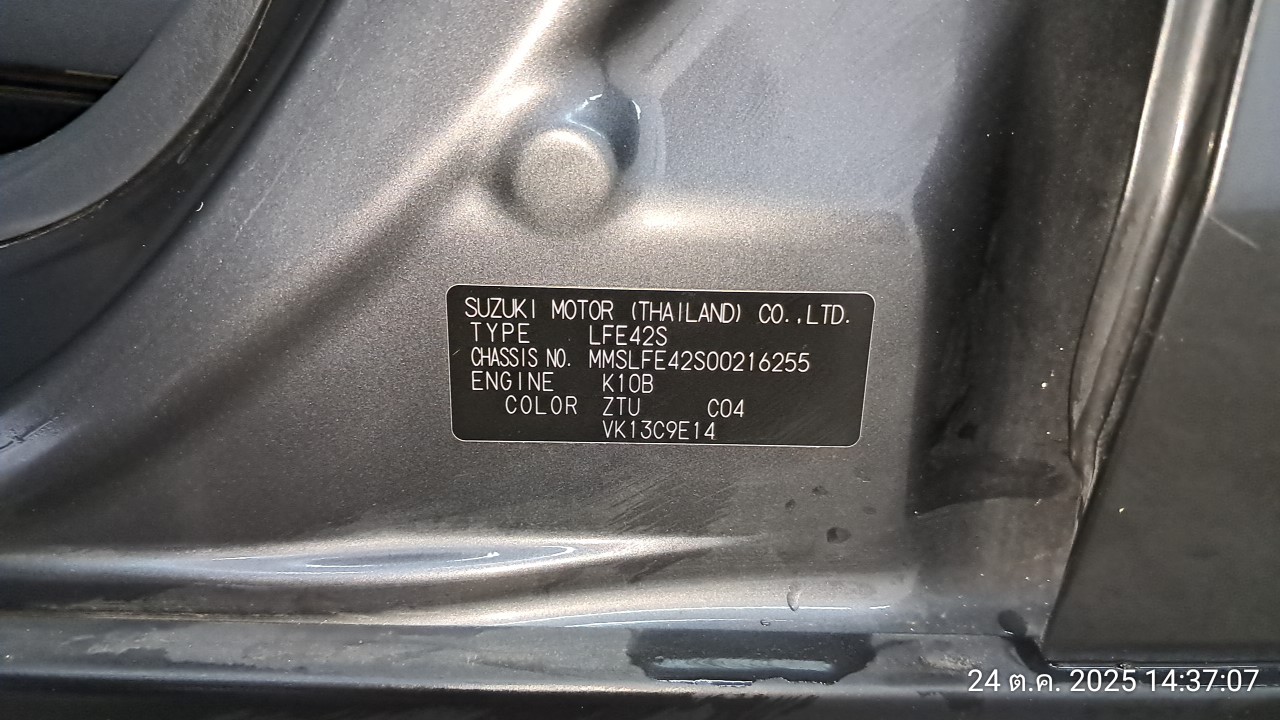 SUZUKI MOTOR (THAILAND) CO.,LTD.
TYPE LFE42S
CHASSIS NO. MMSLFE42S00216255
ENGINE K10B
COLOR ZTU C04
VK13C9E14
24 ต.ค. 2025 14:37:07